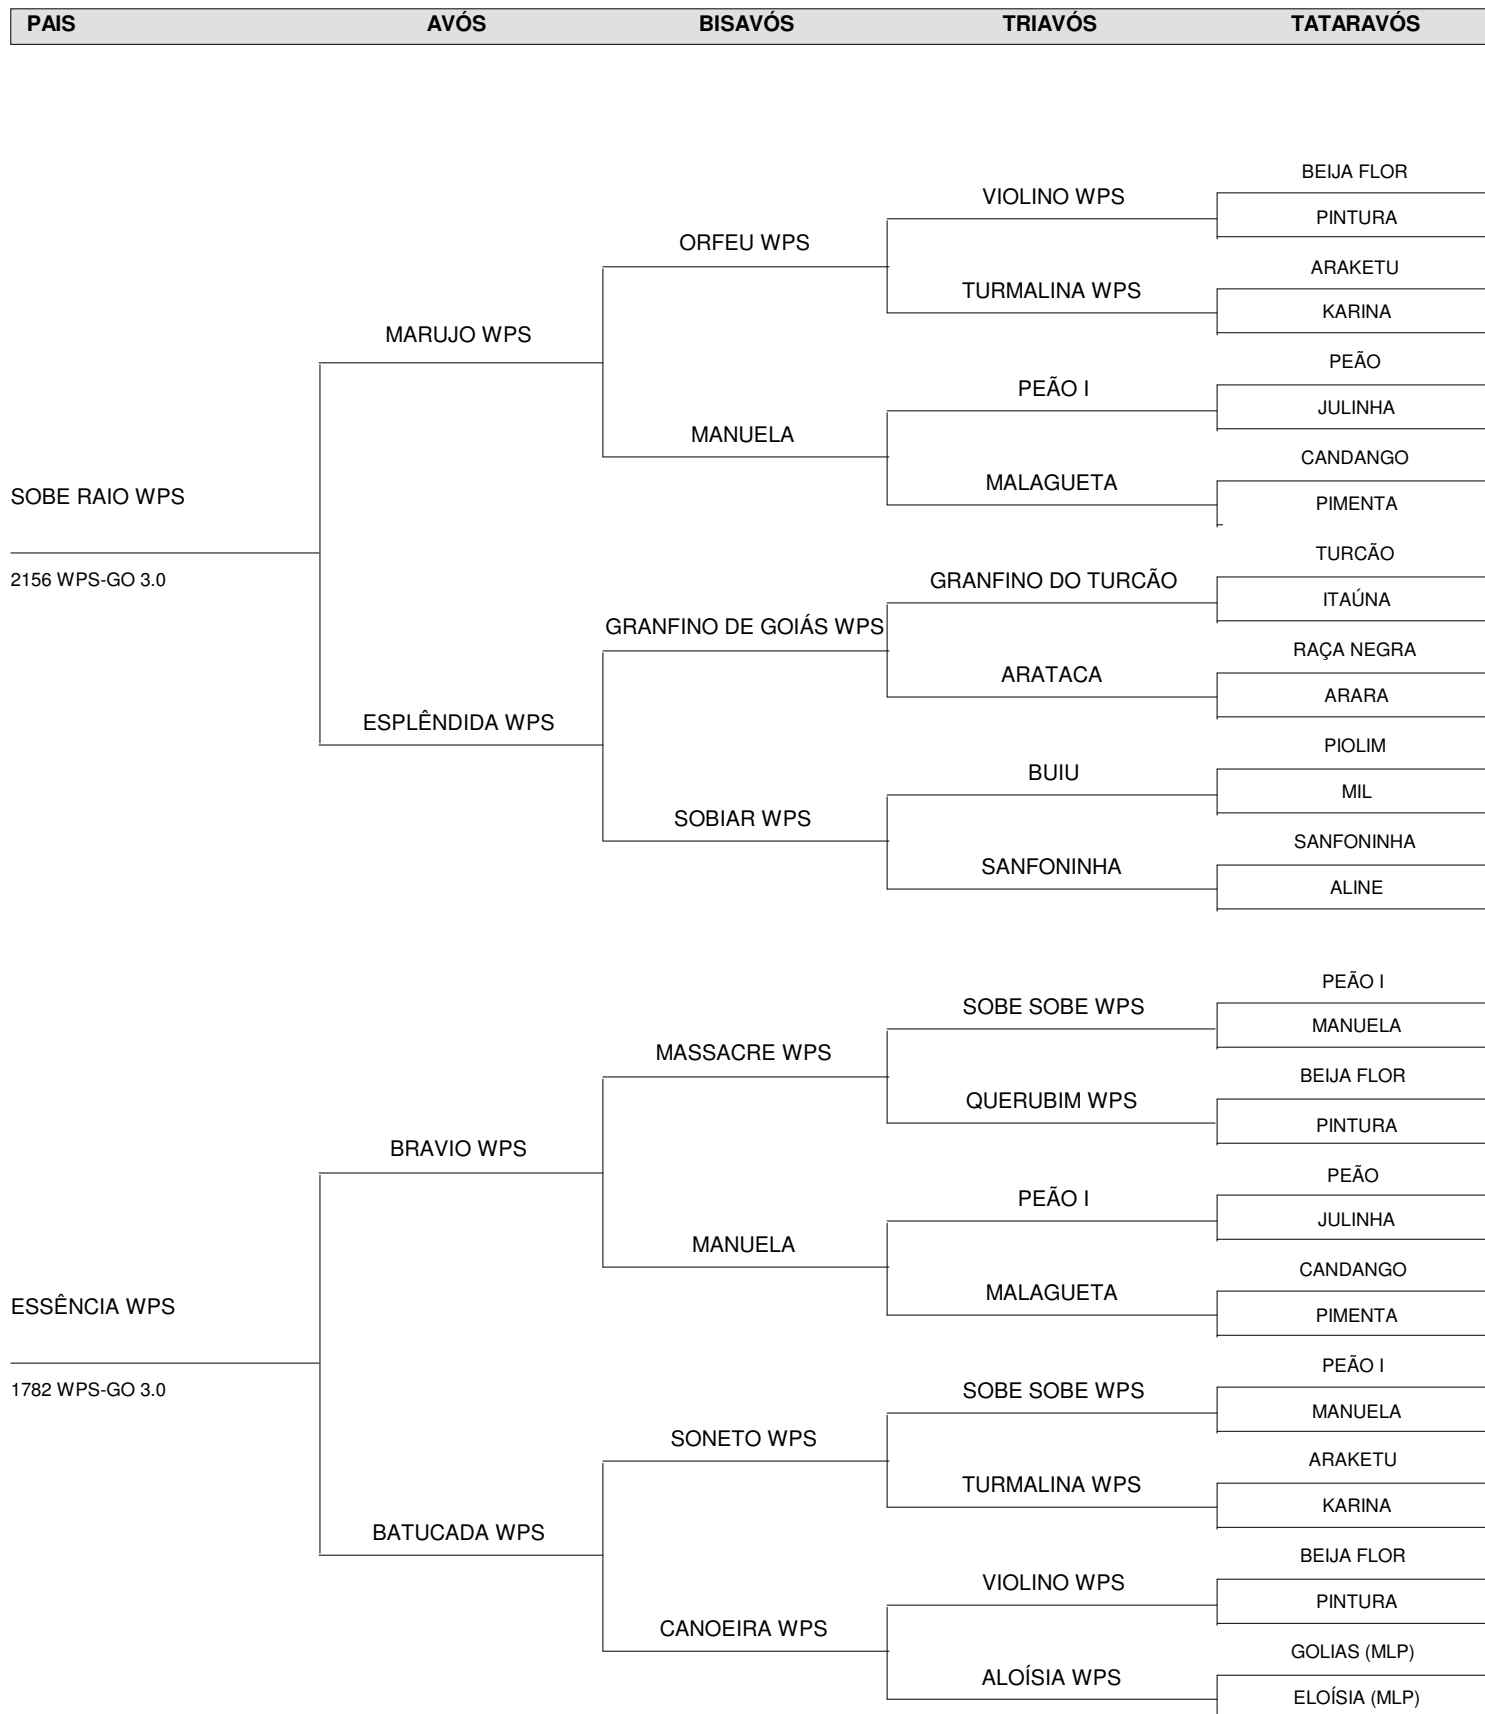 PAIS AVÓS BISAVÓS TRIAVÓS TATARAVÓS
BEIJA FLOR
VIOLINO WPS
PINTURA
ORFEU WPS
ARAKETU
TURMALINA WPS
KARINA
MARUJO WPS
PEÃO
PEÃO I
JULINHA
MANUELA
CANDANGO
MALAGUETA
SOBE RAIO WPS
PIMENTA
TURCÃO
2156 WPS-GO 3.0
GRANFINO DO TURCÃO
ITAÚNA
GRANFINO DE GOIÁS WPS
RAÇA NEGRA
ARATACA
ARARA
ESPLÊNDIDA WPS
PIOLIM
BUIU
MIL
SOBIAR WPS
SANFONINHA
SANFONINHA
ALINE
PEÃO I
SOBE SOBE WPS
MANUELA
MASSACRE WPS
BEIJA FLOR
QUERUBIM WPS
PINTURA
BRAVIO WPS
PEÃO
PEÃO I
JULINHA
MANUELA
CANDANGO
MALAGUETA
ESSÊNCIA WPS
PIMENTA
PEÃO I
1782 WPS-GO 3.0
SOBE SOBE WPS
MANUELA
SONETO WPS
ARAKETU
TURMALINA WPS
KARINA
BATUCADA WPS
BEIJA FLOR
VIOLINO WPS
PINTURA
CANOEIRA WPS
GOLIAS (MLP)
ALOÍSIA WPS
ELOÍSIA (MLP)